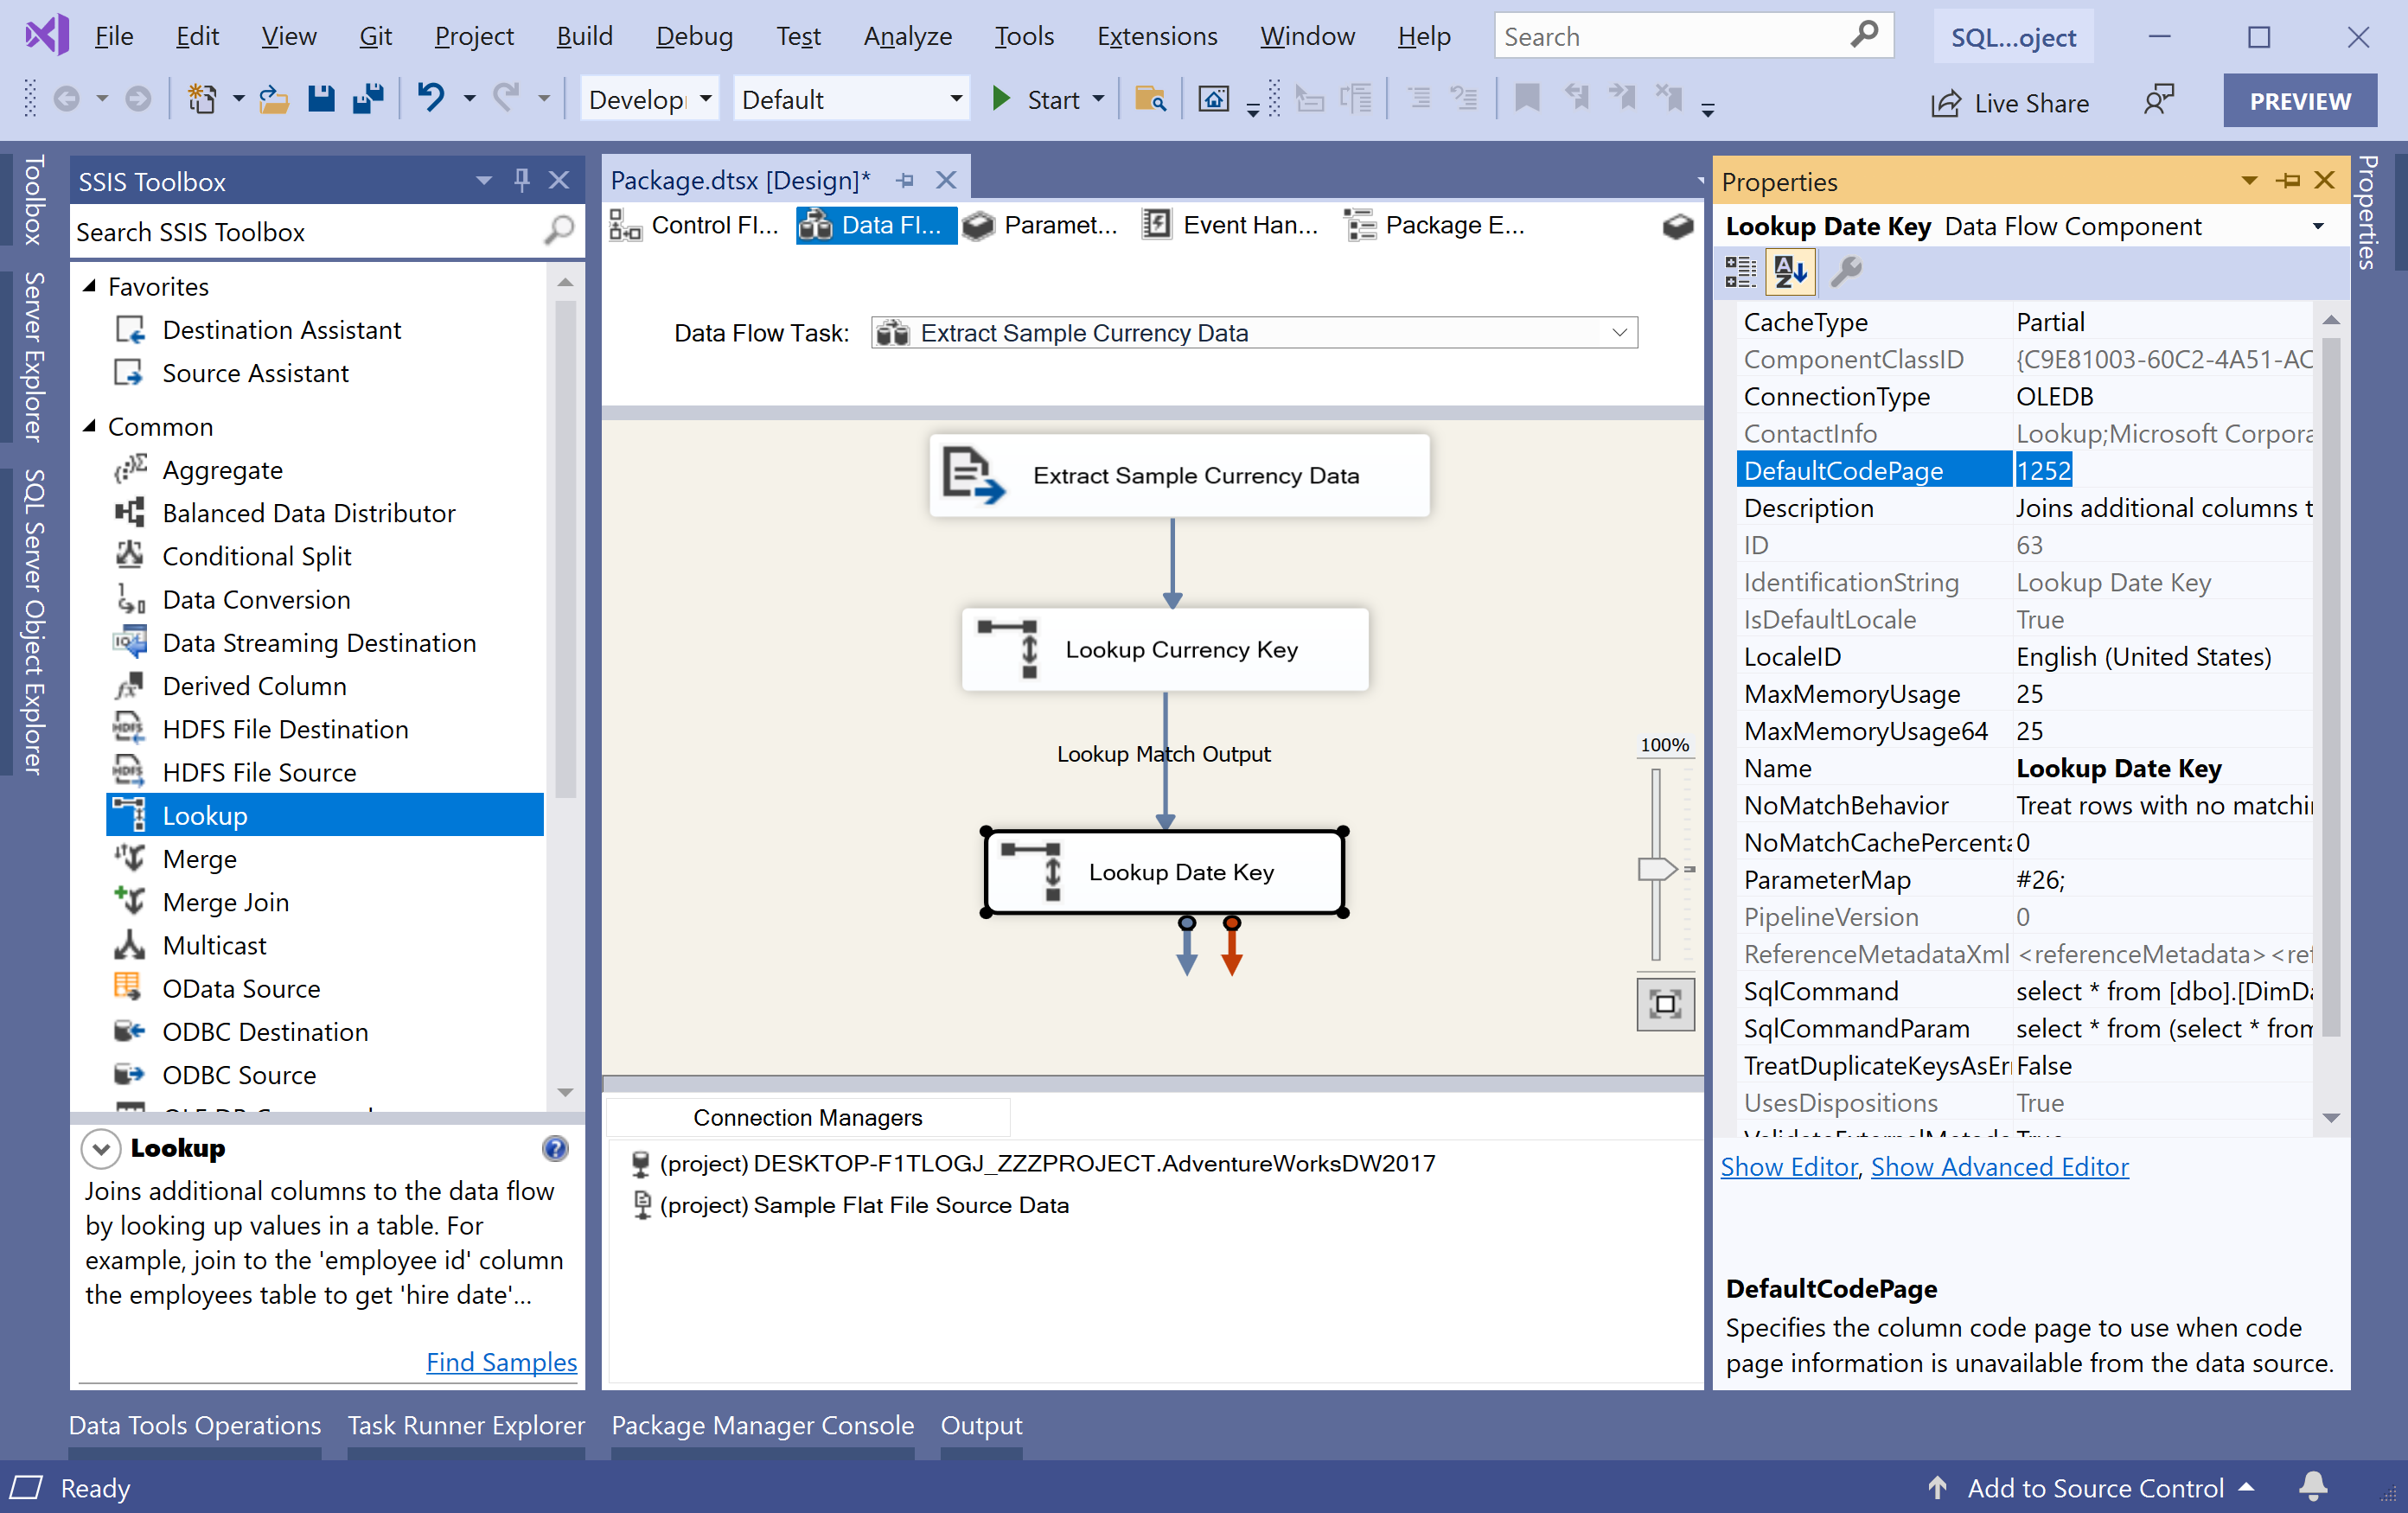 File Edit View Git Project Build Debug Test Analyze Tools Extensions Window Help Search SQL...oject
Develop Default Start Live Share PREVIEW
Toolbox
Server Explorer
SQL Server Object Explorer
SSIS Toolbox
Search SSIS Toolbox
Favorites
Destination Assistant
Source Assistant
Common
Aggregate
Balanced Data Distributor
Conditional Split
Data Conversion
Data Streaming Destination
Derived Column
HDFS File Destination
HDFS File Source
Lookup
Merge
Merge Join
Multicast
OData Source
ODBC Destination
ODBC Source
Lookup
Joins additional columns to the data flow
by looking up values in a table. For
example, join to the 'employee id' column
the employees table to get 'hire date'...
Find Samples
Package.dtsx [Design]*
Control Fl... Data Fl... Paramet... Event Han... Package E...
Data Flow Task: Extract Sample Currency Data
Extract Sample Currency Data
Lookup Currency Key
Lookup Match Output
Lookup Date Key
100%
Connection Managers
(project) DESKTOP-F1TLOGJ_ZZZPROJECT.AdventureWorksDW2017
(project) Sample Flat File Source Data
Properties
Lookup Date Key Data Flow Component
CacheType Partial
ComponentClassID {C9E81003-60C2-4A51-AC
ConnectionType OLEDB
ContactInfo Lookup;Microsoft Corpora
DefaultCodePage 1252
Description Joins additional columns t
ID 63
IdentificationString Lookup Date Key
IsDefaultLocale True
LocaleID English (United States)
MaxMemoryUsage 25
MaxMemoryUsage64 25
Name Lookup Date Key
NoMatchBehavior Treat rows with no matchin
NoMatchCachePercenta 0
ParameterMap #26;
PipelineVersion 0
ReferenceMetadataXml <referenceMetadata><ref
SqlCommand select * from [dbo].[DimDa
SqlCommandParam select * from (select * from
TreatDuplicateKeysAsErr False
UsesDispositions True
Show Editor, Show Advanced Editor
DefaultCodePage
Specifies the column code page to use when code
page information is unavailable from the data source.
Properties
Data Tools Operations Task Runner Explorer Package Manager Console Output
Ready Add to Source Control